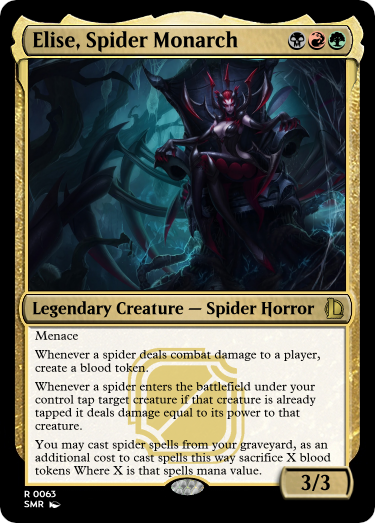 Elise, Spider Monarch
Legendary Creature — Spider Horror
Menace
Whenever a spider deals combat damage to a player,
create a blood token.
Whenever a spider enters the battlefield under your
control tap target creature if that creature is already
tapped it deals damage equal to its power to that
creature.
You may cast spider spells from your graveyard, as an
additional cost to cast spells this way sacrifice X blood
tokens Where X is that spells mana value.
3/3
R 0063
SMR